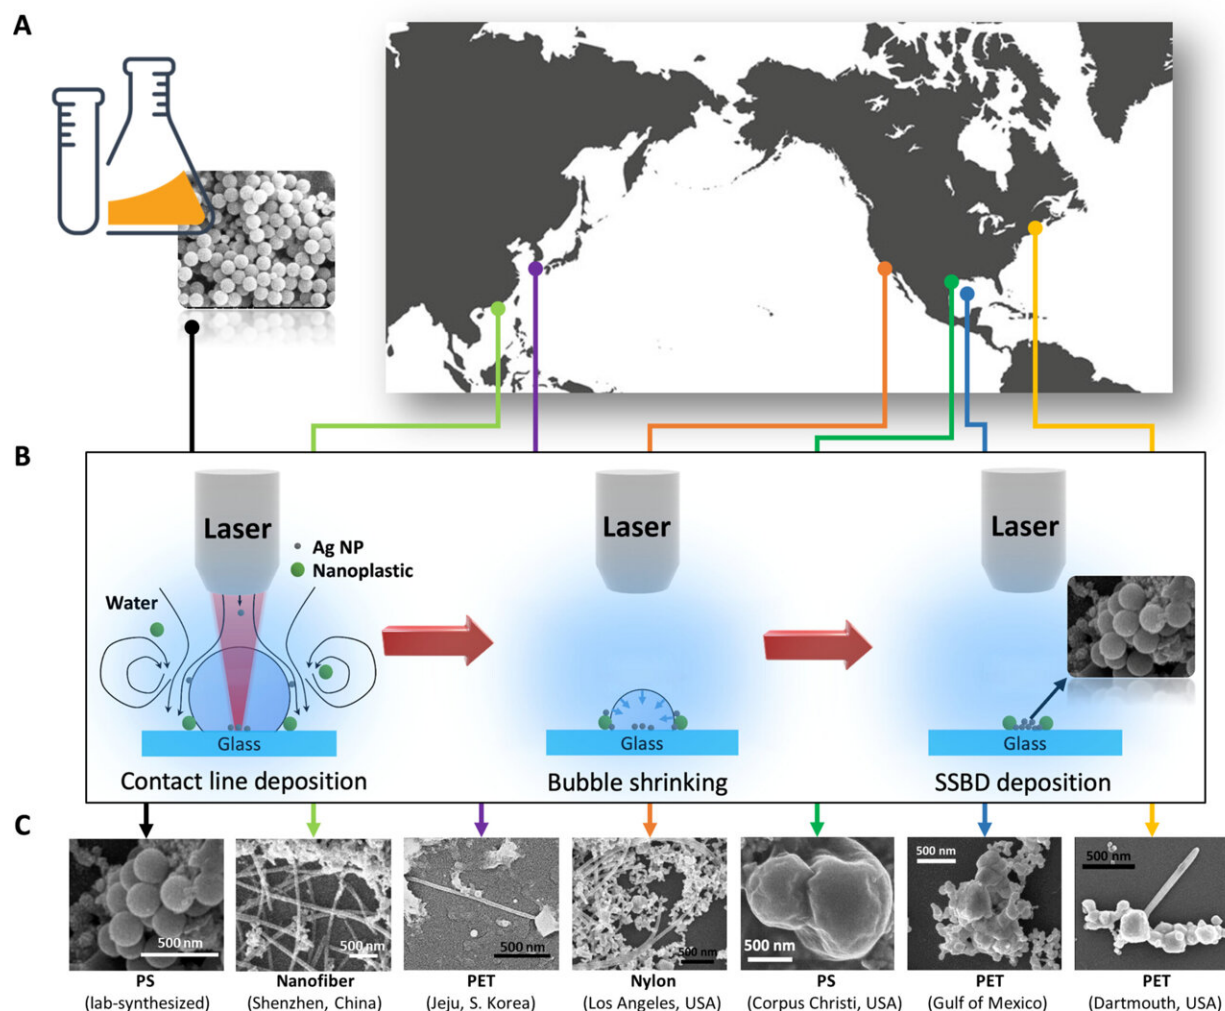 A
B
Laser
Ag NP
Nanoplastic
Water
Glass
Contact line deposition
Laser
Glass
Bubble shrinking
Laser
Glass
SSBD deposition
C
500 nm
PS
(lab-synthesized)
500 nm
Nanofiber
(Shenzhen, China)
500 nm
PET
(Jeju, S. Korea)
500 nm
Nylon
(Los Angeles, USA)
500 nm
PS
(Corpus Christi, USA)
500 nm
PET
(Gulf of Mexico)
500 nm
PET
(Dartmouth, USA)